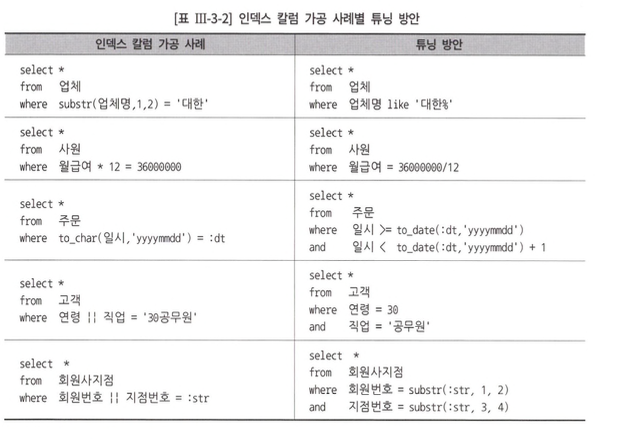 [표 III-3-2] 인덱스 칼럼 가공 사례별 튜닝 방안
인덱스 칼럼 가공 사례
튜닝 방안
select *
from 업체
where substr(업체명,1,2) = '대한'
select *
from 업체
where 업체명 like '대한%'
select *
from 사원
where 월급여 * 12 = 36000000
select *
from 사원
where 월급여 = 36000000/12
select *
from 주문
where to_char(일시,'yyyymmdd') = :dt
select *
from 주문
where 일시 >= to_date(:dt,'yyyymmdd')
and 일시 < to_date(:dt,'yyyymmdd') + 1
select *
from 고객
where 연령 || 직업 = '30공무원'
select *
from 고객
where 연령 = 30
and 직업 = '공무원'
select *
from 회원사지점
where 회원번호 || 지점번호 = :str
select *
from 회원사지점
where 회원번호 = substr(:str, 1, 2)
and 지점번호 = substr(:str, 3, 4)